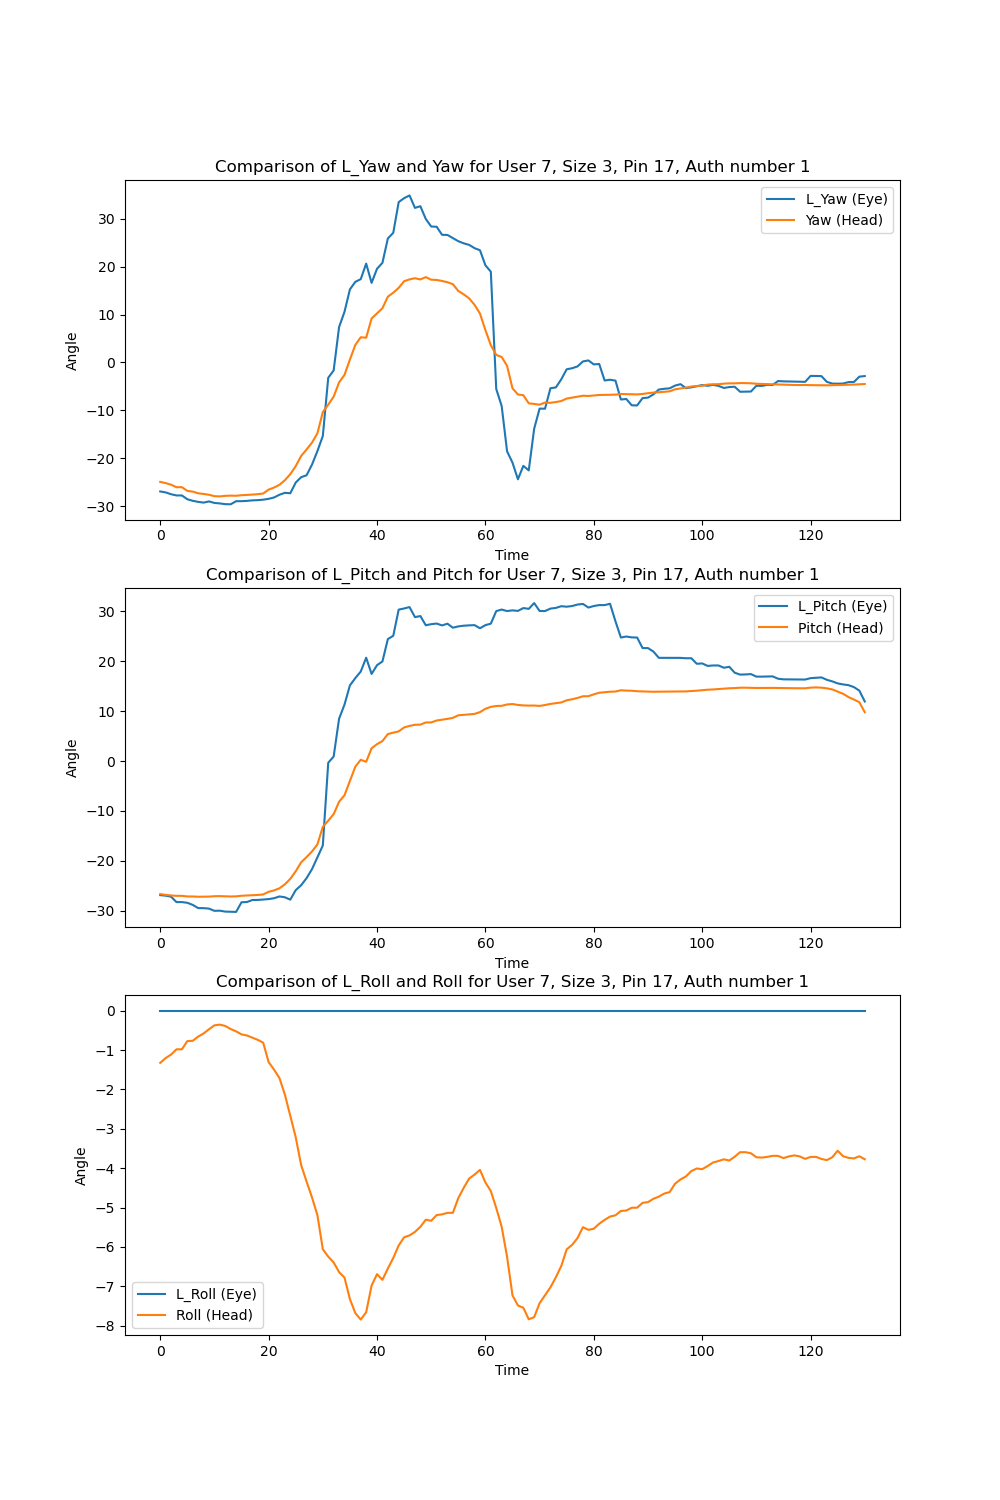 Comparison of L_Yaw and Yaw for User 7, Size 3, Pin 17, Auth number 1
L_Yaw (Eye)
Yaw (Head)
30
20
10
0
−10
−20
−30
Angle
0 20 40 60 80 100 120
Time
Comparison of L_Pitch and Pitch for User 7, Size 3, Pin 17, Auth number 1
L_Pitch (Eye)
Pitch (Head)
30
20
10
0
−10
−20
−30
Angle
0 20 40 60 80 100 120
Time
Comparison of L_Roll and Roll for User 7, Size 3, Pin 17, Auth number 1
0
−1
−2
−3
−4
−5
−6
−7
−8
Angle
L_Roll (Eye)
Roll (Head)
0 20 40 60 80 100 120
Time